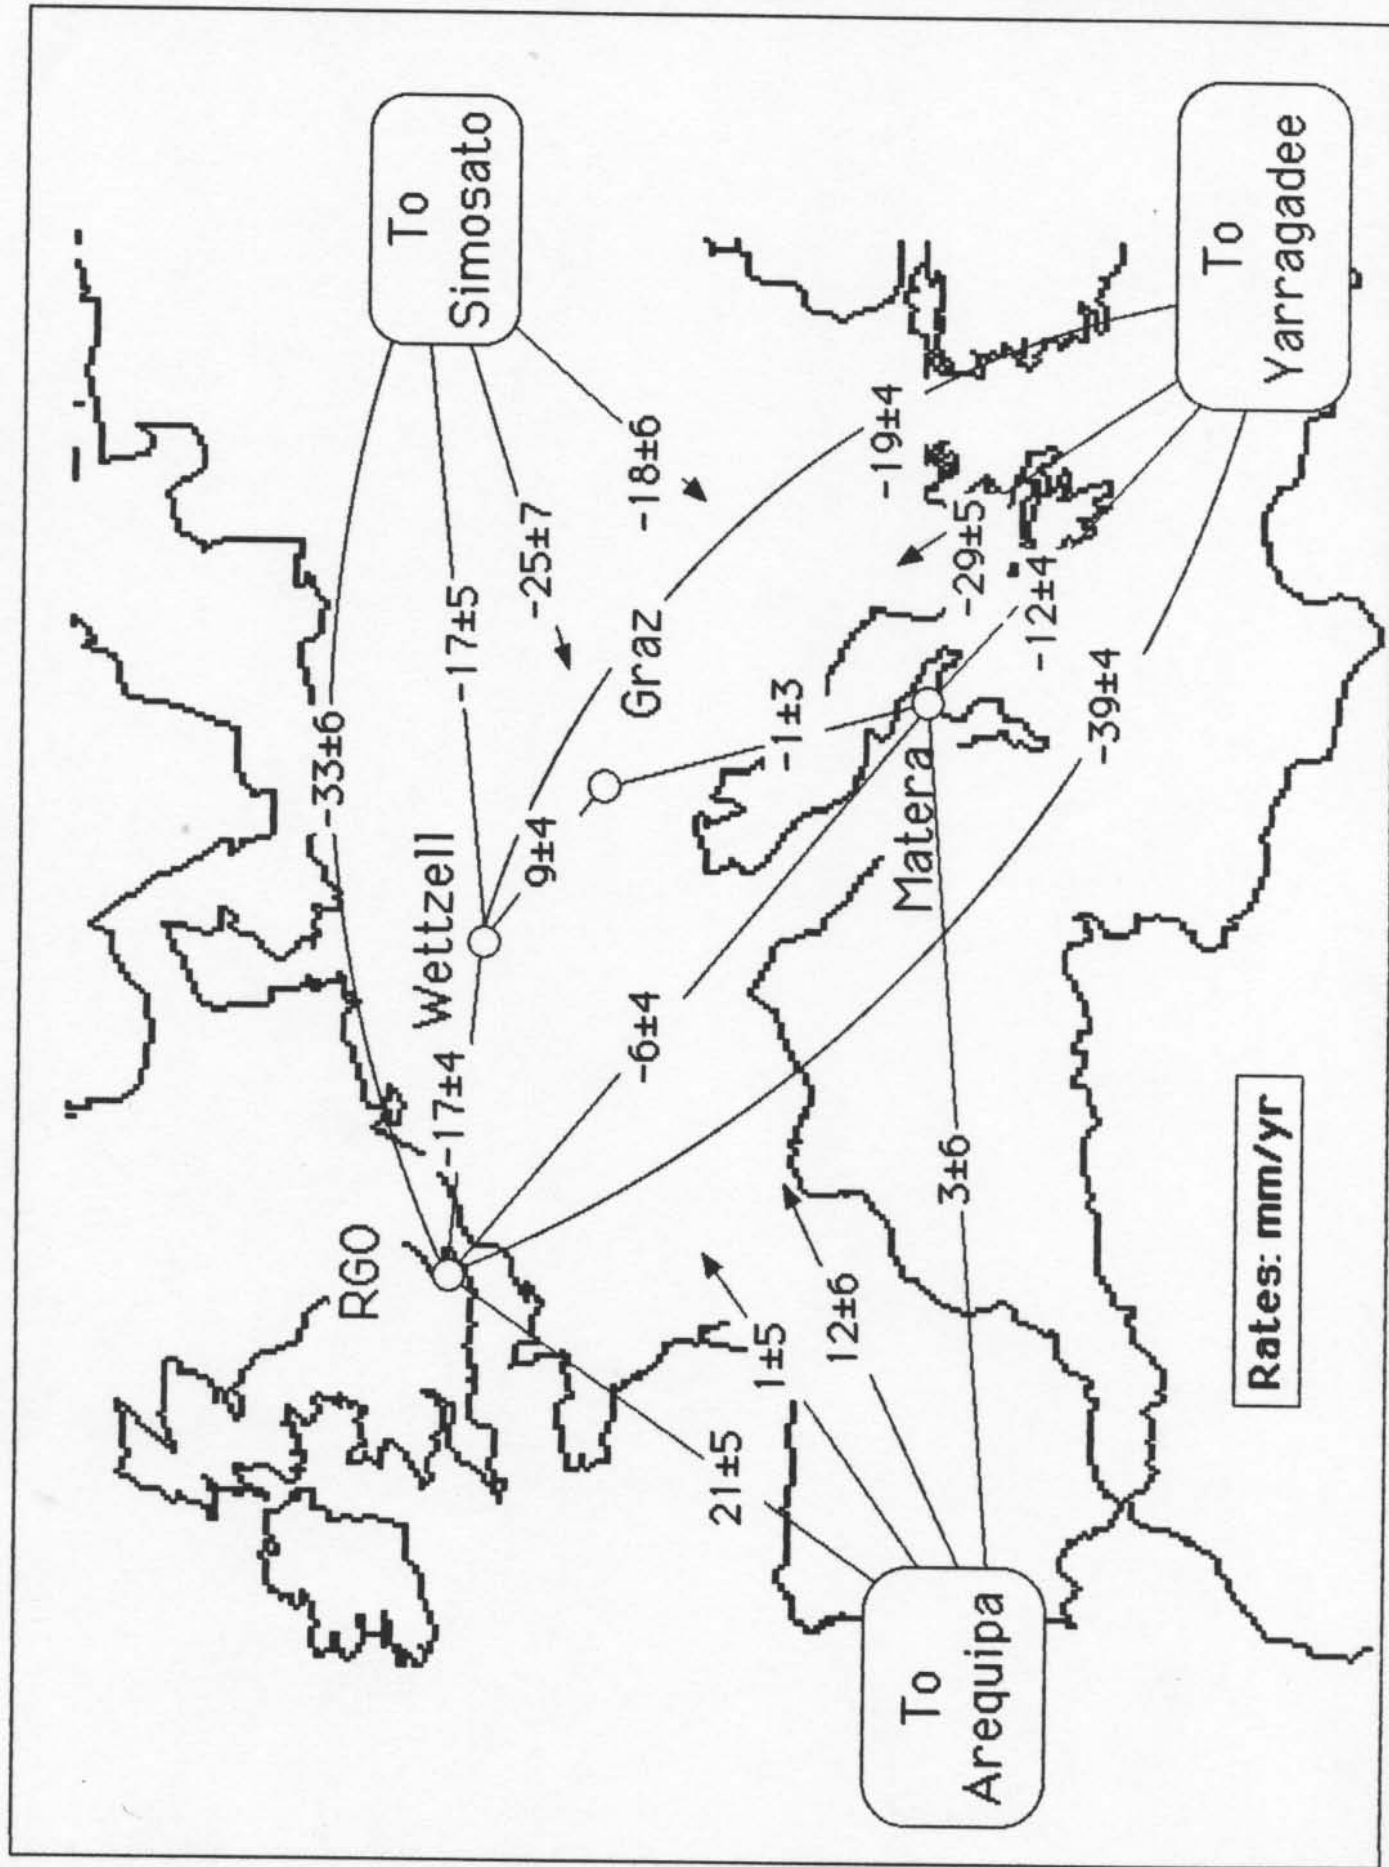 To
Simosato
-33±6
-17±5
-25±7
-18±6
RGO
Wettzell
-17±4
9±4
Graz
-19±4
-6±4
-1±3
-29±5
21±5
1±5
12±6
Matera
-12±4
3±6
-39±4
To
Arequipa
To
Yarragadee
Rates: mm/yr